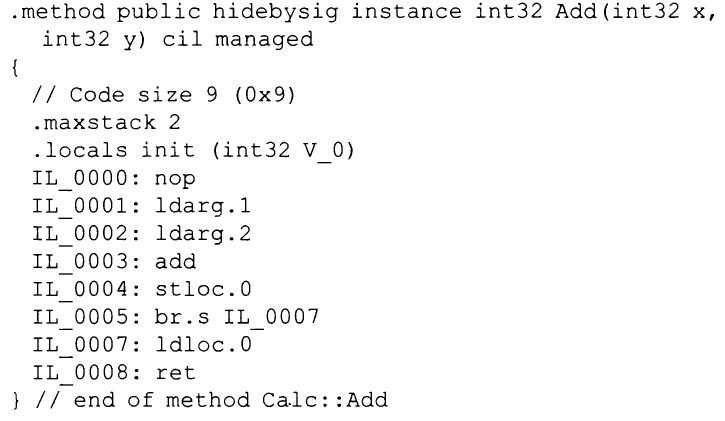 .method public hidebysig instance int32 Add(int32 x,
int32 y) cil managed
{
// Code size 9 (0x9)
.maxstack 2
.locals init (int32 V_0)
IL_0000: nop
IL_0001: ldarg.1
IL_0002: ldarg.2
IL_0003: add
IL_0004: stloc.0
IL_0005: br.s IL_0007
IL_0007: ldloc.0
IL_0008: ret
} // end of method Calc::Add